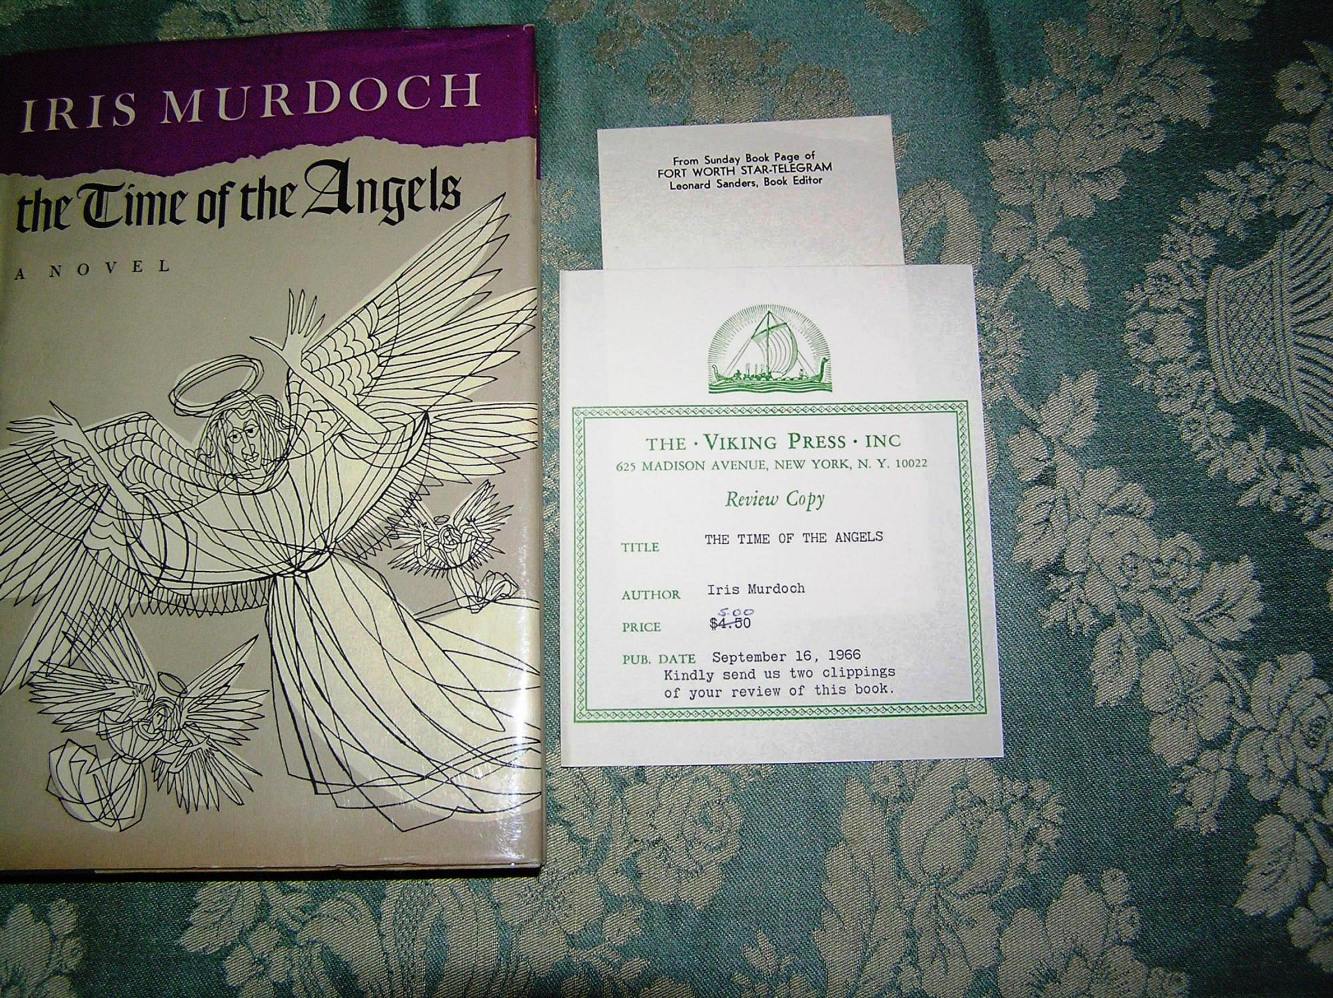 IRIS MURDOCH
the Time of the Angels
A NOVEL
From Sunday Book Page of
FORT WORTH STAR-TELEGRAM
Leonard Sanders, Book Editor
THE · VIKING PRESS · INC
625 MADISON AVENUE, NEW YORK, N. Y. 10022
Review Copy
TITLE THE TIME OF THE ANGELS
AUTHOR Iris Murdoch
5.00
PRICE $4.50
PUB. DATE September 16, 1966
Kindly send us two clippings
of your review of this book.